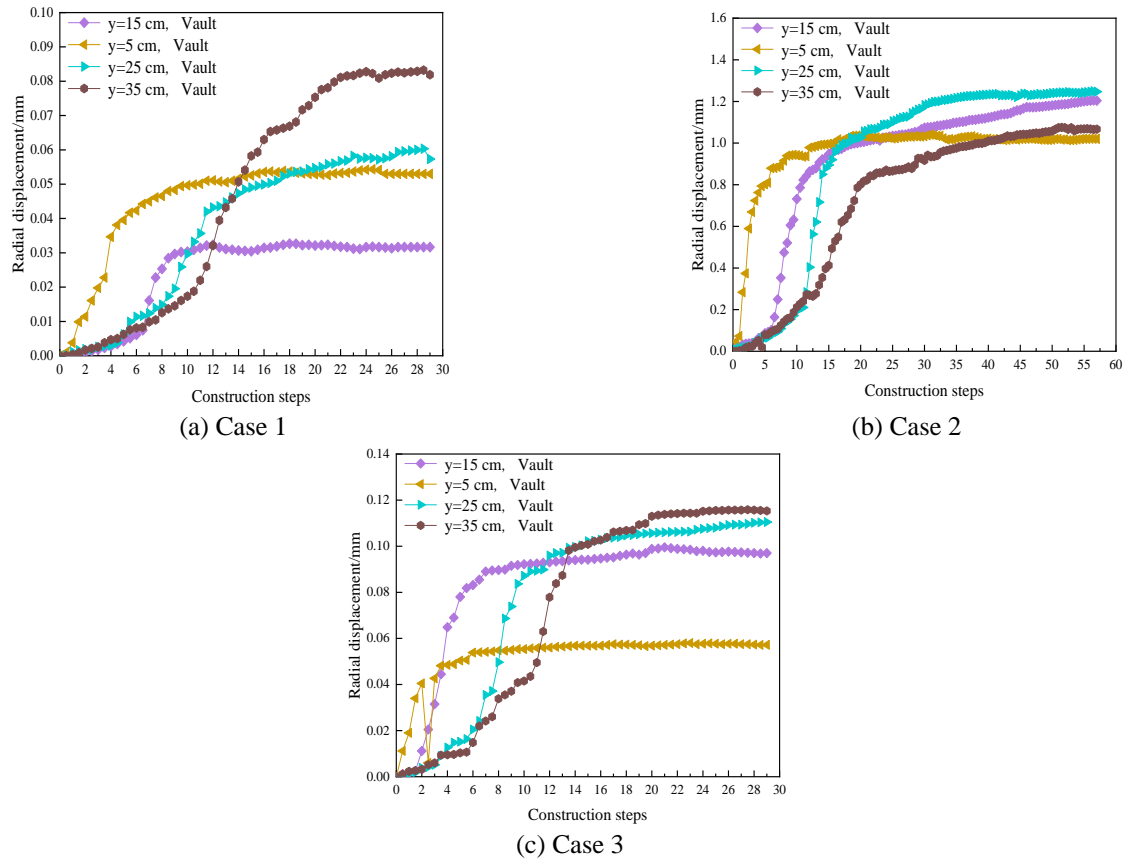 0.10
0.09
0.08
0.07
0.06
0.05
0.04
0.03
0.02
0.01
0.00
Radial displacement/mm
y=15 cm, Vault
y=5 cm, Vault
y=25 cm, Vault
y=35 cm, Vault
0 2 4 6 8 10 12 14 16 18 20 22 24 26 28 30
Construction steps
(a) Case 1
1.6
1.4
1.2
1.0
0.8
0.6
0.4
0.2
0.0
Radial displacement/mm
y=15 cm, Vault
y=5 cm, Vault
y=25 cm, Vault
y=35 cm, Vault
0 5 10 15 20 25 30 35 40 45 50 55 60
Construction steps
(b) Case 2
0.14
0.12
0.10
0.08
0.06
0.04
0.02
0.00
Radial displacement/mm
y=15 cm, Vault
y=5 cm, Vault
y=25 cm, Vault
y=35 cm, Vault
0 2 4 6 8 10 12 14 16 18 20 22 24 26 28 30
Construction steps
(c) Case 3